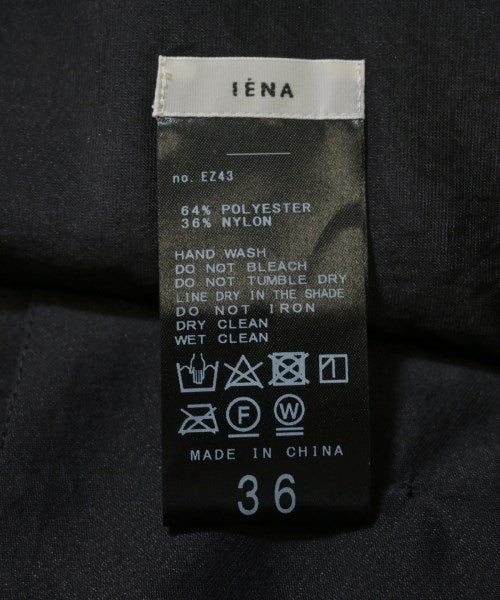 IÉNA
no. EZ43
64% POLYESTER
36% NYLON
HAND WASH
DO NOT BLEACH
DO NOT TUMBLE DRY
LINE DRY IN THE SHADE
DO NOT IRON
DRY CLEAN
WET CLEAN
F W
MADE IN CHINA
36